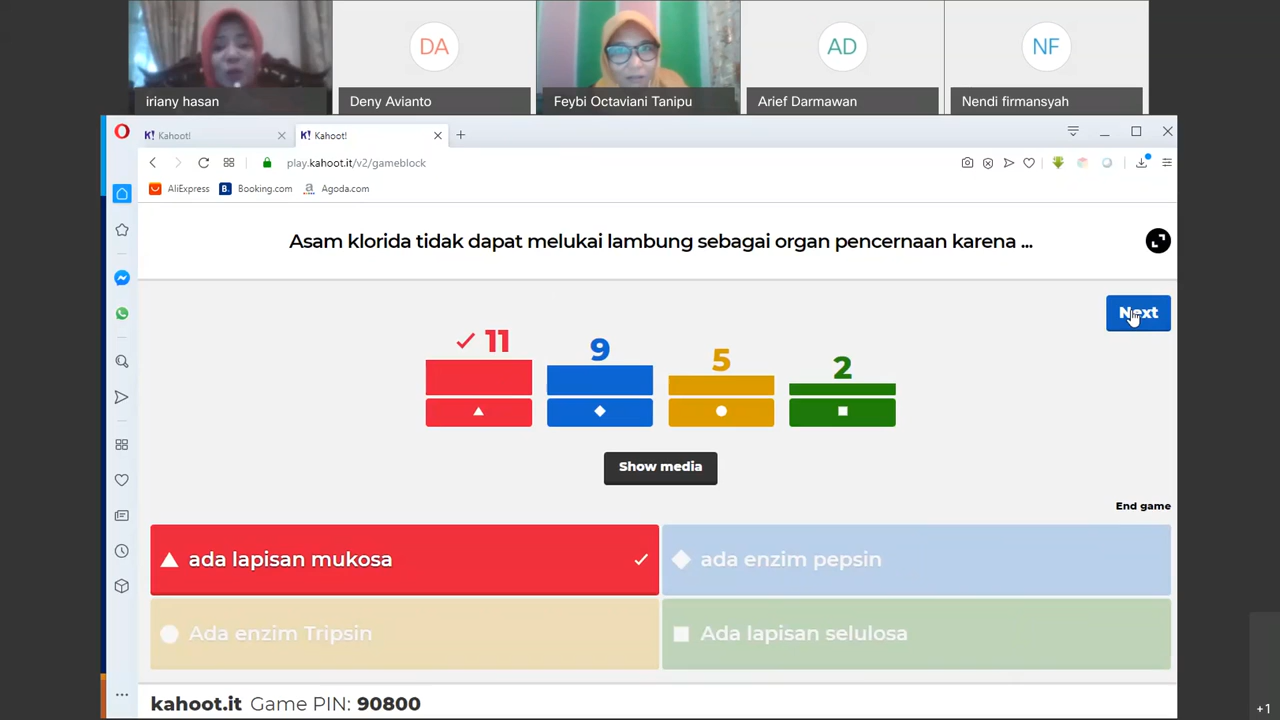 DA
AD
NF
iriany hasan
Deny Avianto
Feybi Octaviani Tanipu
Arief Darmawan
Nendi firmansyah
K! Kahoot!
K! Kahoot!
play.kahoot.it/v2/gameblock
AliExpress
B. Booking.com
a Agoda.com
Asam klorida tidak dapat melukai lambung sebagai organ pencernaan karena ...
Next
11
9
5
2
Show media
End game
ada lapisan mukosa
ada enzim pepsin
Ada enzim Tripsin
Ada lapisan selulosa
kahoot.it Game PIN: 90800
+1